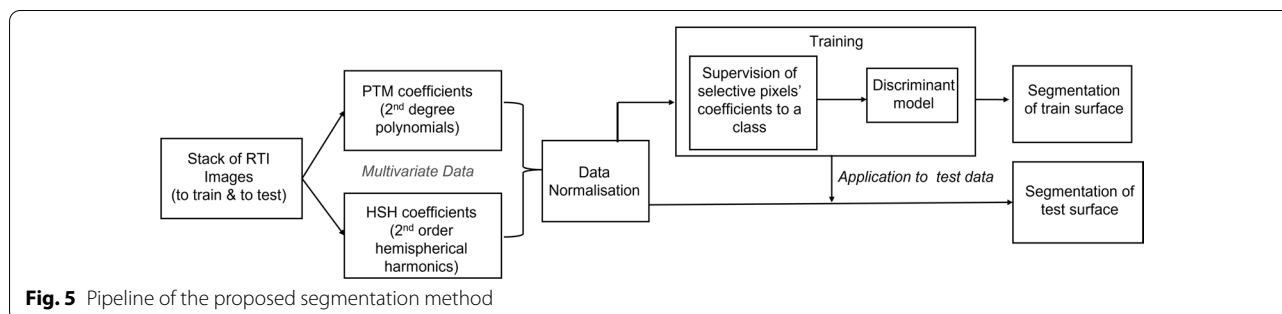 Stack of RTI
Images
(to train & to test)
PTM coefficients
(2nd degree
polynomials)
Multivariate Data
HSH coefficients
(2nd order
hemispherical
harmonics)
Data
Normalisation
Training
Supervision of
selective pixels'
coefficients to a
class
Discriminant
model
Application to test data
Segmentation
of train surface
Segmentation of
test surface
Fig. 5 Pipeline of the proposed segmentation method